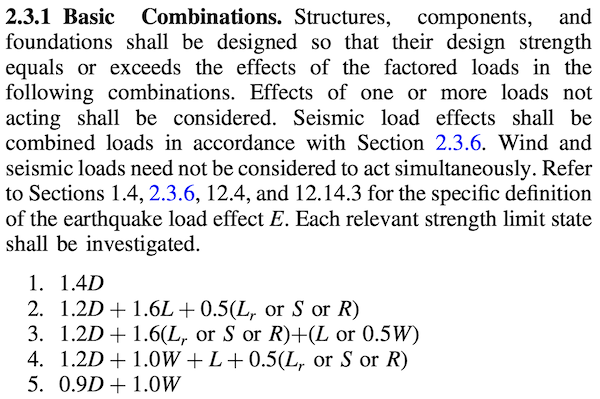 2.3.1 Basic Combinations. Structures, components, and
foundations shall be designed so that their design strength
equals or exceeds the effects of the factored loads in the
following combinations. Effects of one or more loads not
acting shall be considered. Seismic load effects shall be
combined loads in accordance with Section 2.3.6. Wind and
seismic loads need not be considered to act simultaneously. Refer
to Sections 1.4, 2.3.6, 12.4, and 12.14.3 for the specific definition
of the earthquake load effect E. Each relevant strength limit state
shall be investigated.
1. 1.4D
2. 1.2D + 1.6L + 0.5(Lr or S or R)
3. 1.2D + 1.6(Lr or S or R)+(L or 0.5W)
4. 1.2D + 1.0W + L + 0.5(Lr or S or R)
5. 0.9D + 1.0W